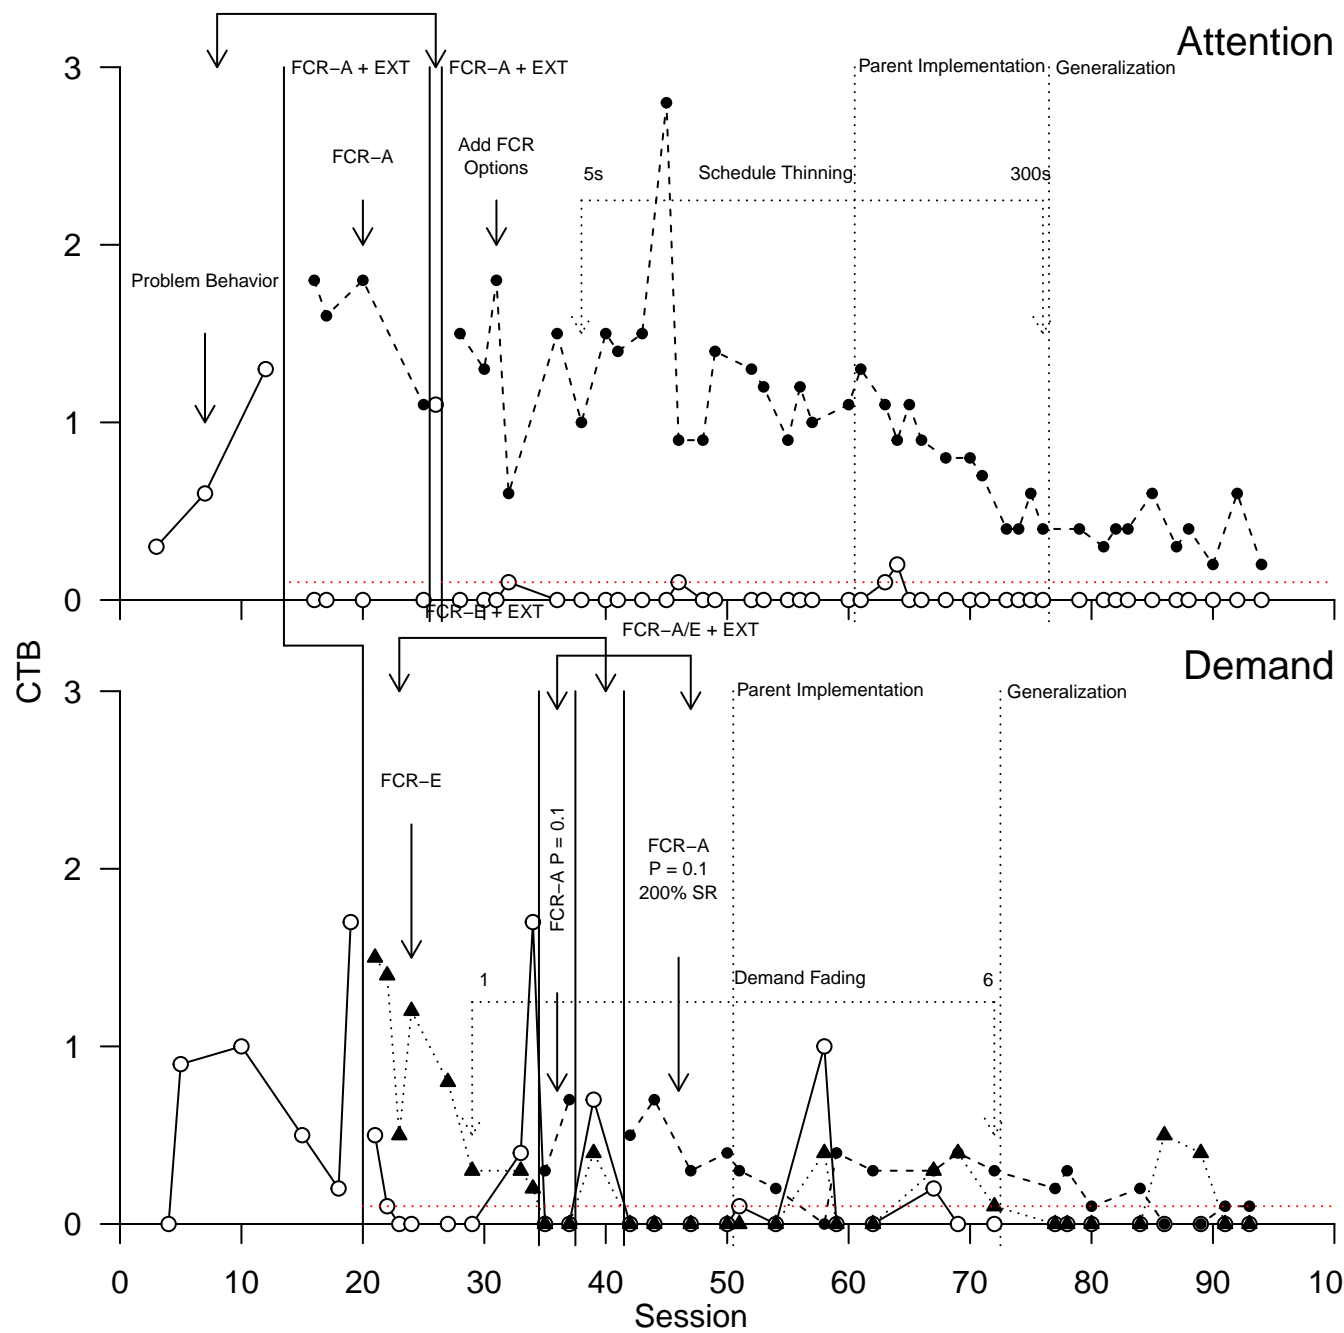 Attention
3
FCR−A + EXT
FCR−A + EXT
Parent Implementation
Generalization
Add FCR
Options
FCR−A
5s
Schedule Thinning
300s
2
Problem Behavior
1
0
FCR−E + EXT
FCR−A/E + EXT
CTB
Demand
3
Parent Implementation
Generalization
FCR−E
FCR−A P = 0.1
FCR−A
P = 0.1
200% SR
2
1
Demand Fading
6
1
0
0
10
20
30
40
50
60
70
80
90
10
Session